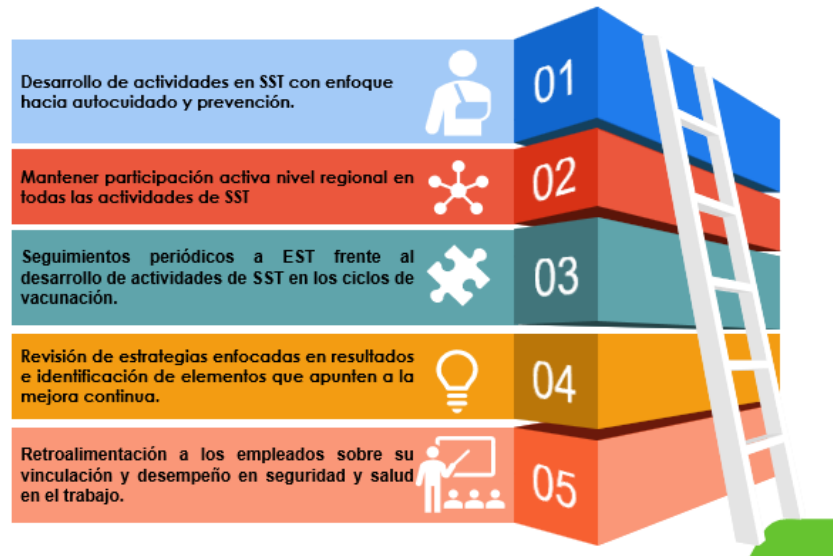 Desarrollo de actividades en SST con enfoque
hacia autocuidado y prevención.
01
Mantener participación activa nivel regional en
todas las actividades de SST
02
Seguimientos periódicos a EST frente al
desarrollo de actividades de SST en los ciclos de
vacunación.
03
Revisión de estrategias enfocadas en resultados
e identificación de elementos que apunten a la
mejora continua.
04
Retroalimentación a los empleados sobre su
vinculación y desempeño en seguridad y salud
en el trabajo.
05